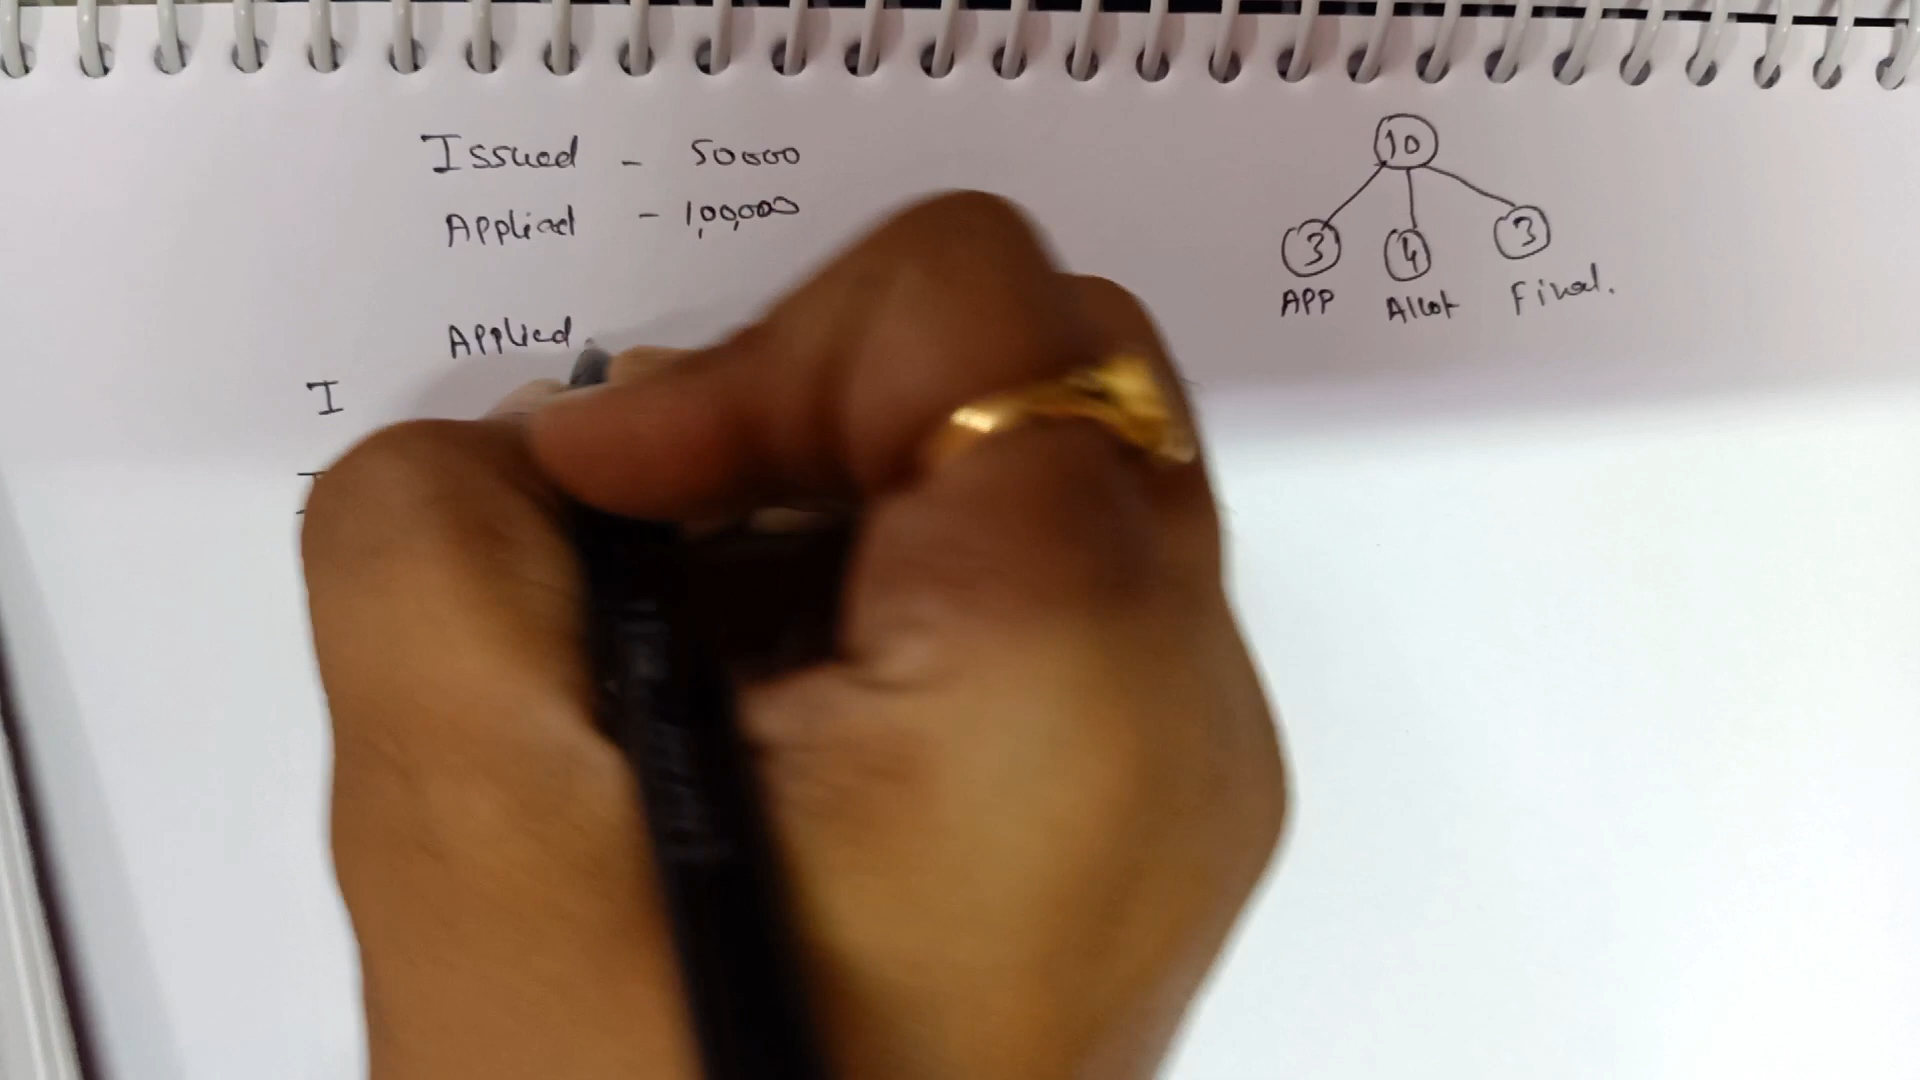 Issued - 50000
Applied - 1,00,000
10
3 4 3
APP Allot Final.
Applied
I